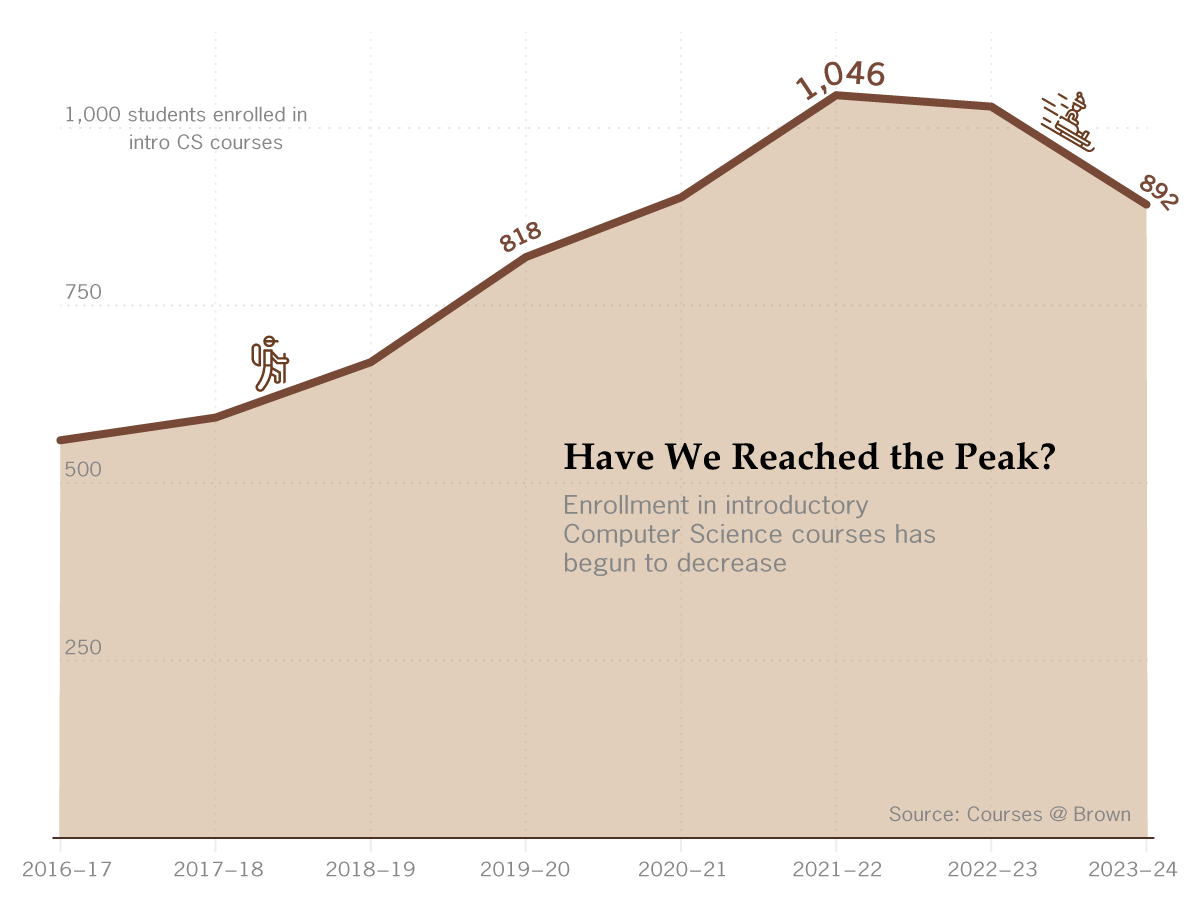 1,046
1,000 students enrolled in
intro CS courses
892
818
750
Have We Reached the Peak?
500
Enrollment in introductory
Computer Science courses has
begun to decrease
250
Source: Courses @ Brown
2016–17 2017–18 2018–19 2019–20 2020–21 2021–22 2022–23 2023–24